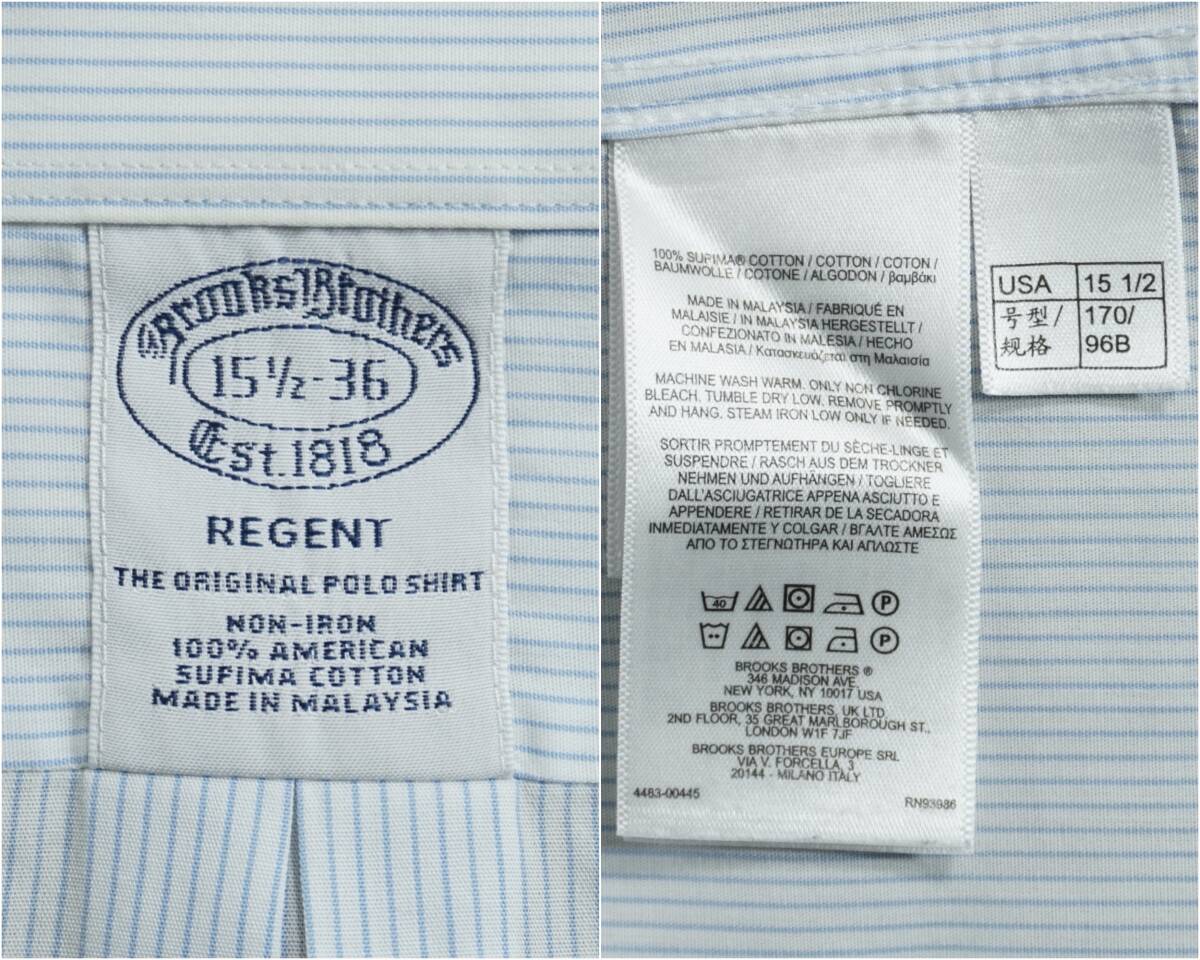 Brooks Brothers
15½-36
Est. 1818
REGENT
THE ORIGINAL POLO SHIRT
NON-IRON
100% AMERICAN
SUPIMA COTTON
MADE IN MALAYSIA
100% SUPIMA® COTTON / COTTON / COTON /
BAUMWOLLE / COTONE / ALGODON / βαμβάκι
MADE IN MALAYSIA / FABRIQUÉ EN
MALAISIE / IN MALAYSIA HERGESTELLT /
CONFEZIONATO IN MALESIA / HECHO
EN MALASIA / Κατασκευάζεται στη Μαλαισία
MACHINE WASH WARM. ONLY NON CHLORINE
BLEACH. TUMBLE DRY LOW. REMOVE PROMPTLY
AND HANG. STEAM IRON LOW ONLY IF NEEDED.
SORTIR PROMPTEMENT DU SÈCHE-LINGE ET
SUSPENDRE / RASCH AUS DEM TROCKNER
NEHMEN UND AUFHÄNGEN / TOGLIERE
DALL'ASCIUGATRICE APPENA ASCIUTTO E
APPENDERE / RETIRAR DE LA SECADORA
INMEDIATAMENTE Y COLGAR / ΒΓΑΛΤΕ ΑΜΕΣΩΣ
ΑΠΟ ΤΟ ΣΤΕΓΝΩΤΗΡΑ ΚΑΙ ΑΠΛΩΣΤΕ
40 P
P
BROOKS BROTHERS ®
346 MADISON AVE
NEW YORK, NY 10017 USA
BROOKS BROTHERS, UK LTD
2ND FLOOR, 35 GREAT MARLBOROUGH ST.,
LONDON W1F 7JF
BROOKS BROTHERS EUROPE SRL
VIA V. FORCELLA, 3
20144 - MILANO ITALY
4483-00445 RN93986
USA 15 1/2
号型/ 170/
规格 96B